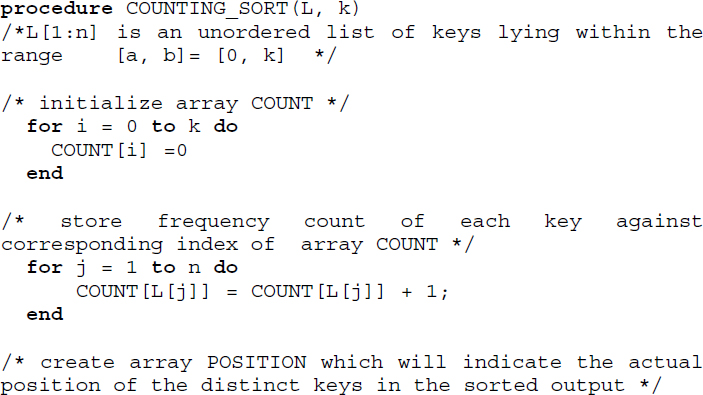 procedure COUNTING_SORT(L, k)
/*L[1:n] is an unordered list of keys lying within the
range [a, b]= [0, k] */
/* initialize array COUNT */
for i = 0 to k do
COUNT[i] =0
end
/* store frequency count of each key against
corresponding index of array COUNT */
for j = 1 to n do
COUNT[L[j]] = COUNT[L[j]] + 1;
end
/* create array POSITION which will indicate the actual
position of the distinct keys in the sorted output */